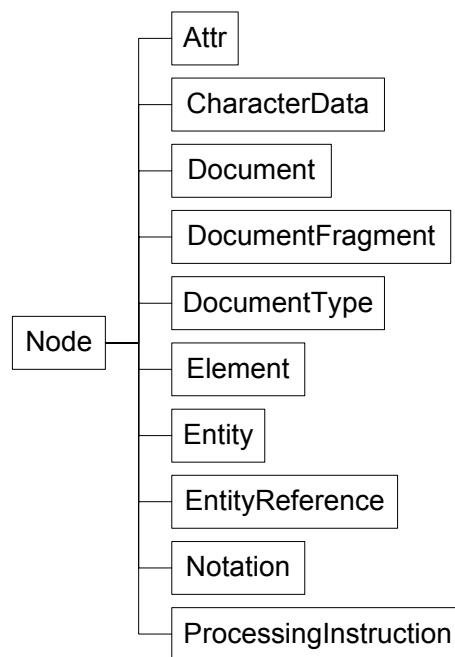 Attr
CharacterData
Document
DocumentFragment
DocumentType
Node
Element
Entity
EntityReference
Notation
ProcessingInstruction